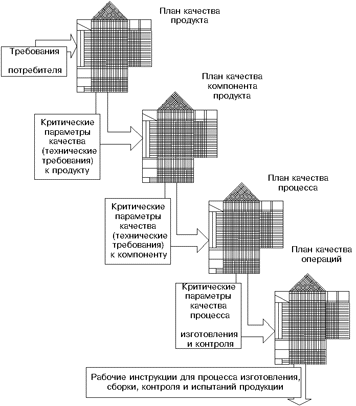 План качества
продукта
Требования
потребителя
План качества
компонента
продукта
Критические
параметры
качества
(технические
требования)
к продукту
План качества
процесса
Критические
параметры
качества
(технические
требования)
к компоненту
План качества
операций
Критические
параметры
качества
процесса
изготовления
и контроля
Рабочие инструкции для процесса изготовления,
сборки, контроля и испытаний продукции